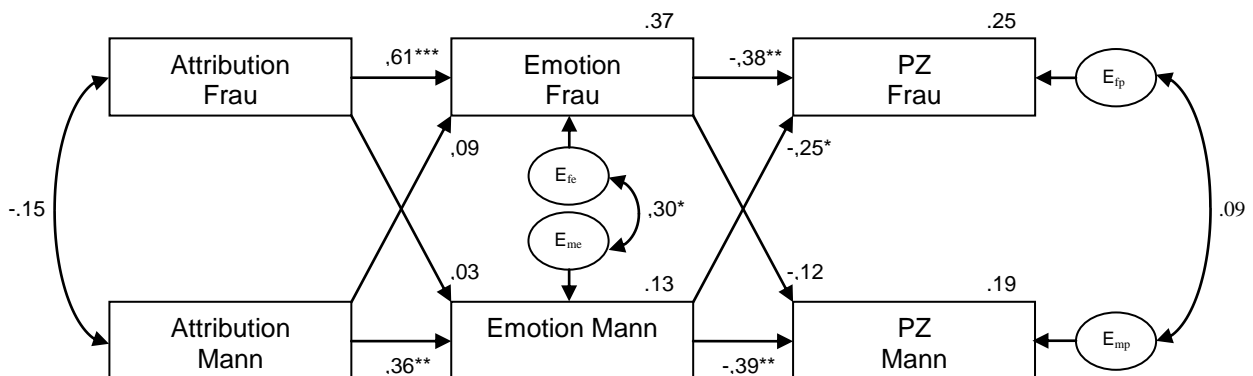 .37
.25
Attribution
Frau
,61***
Emotion
Frau
-,38**
PZ
Frau
E fp
,09
-,25*
E fe
-.15
,30*
.09
E me
,03
-,12
.13
.19
Attribution
Mann
,36**
Emotion Mann
-,39**
PZ
Mann
E mp